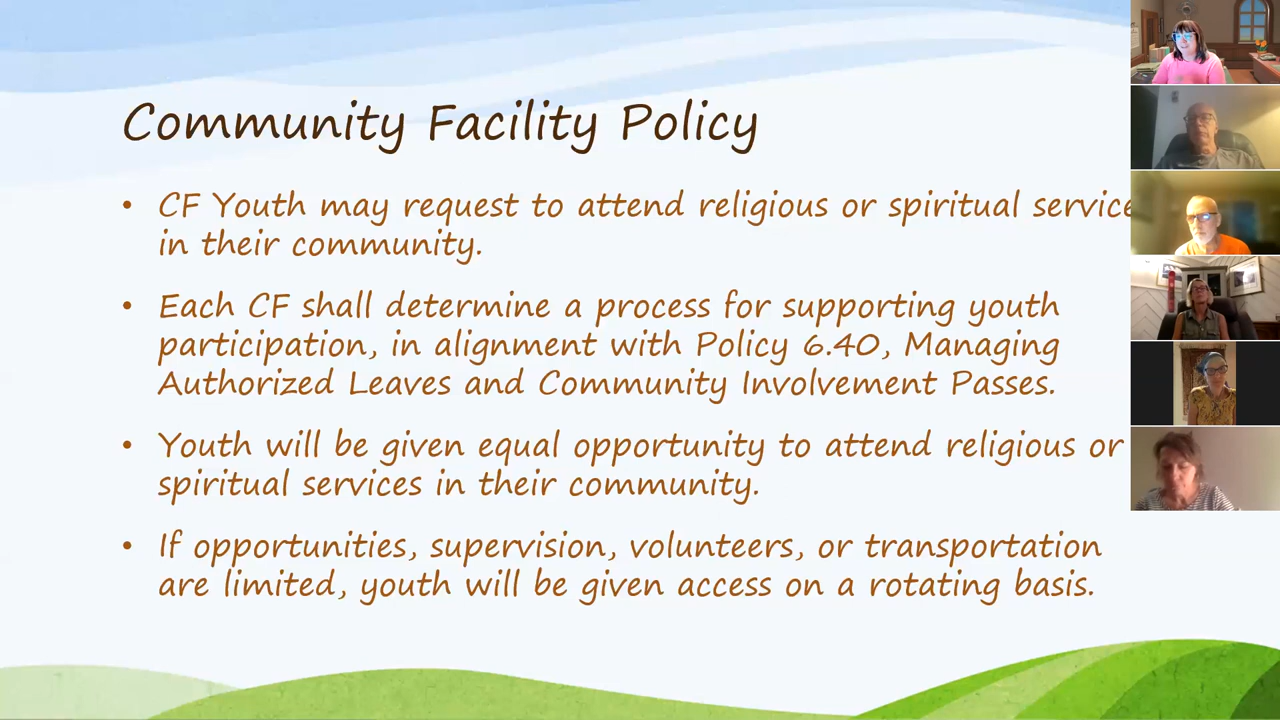 Community Facility Policy
• CF Youth may request to attend religious or spiritual service
in their community.
• Each CF shall determine a process for supporting youth
participation, in alignment with Policy 6.40, Managing
Authorized Leaves and Community Involvement Passes.
• Youth will be given equal opportunity to attend religious or
spiritual services in their community.
• If opportunities, supervision, volunteers, or transportation
are limited, youth will be given access on a rotating basis.